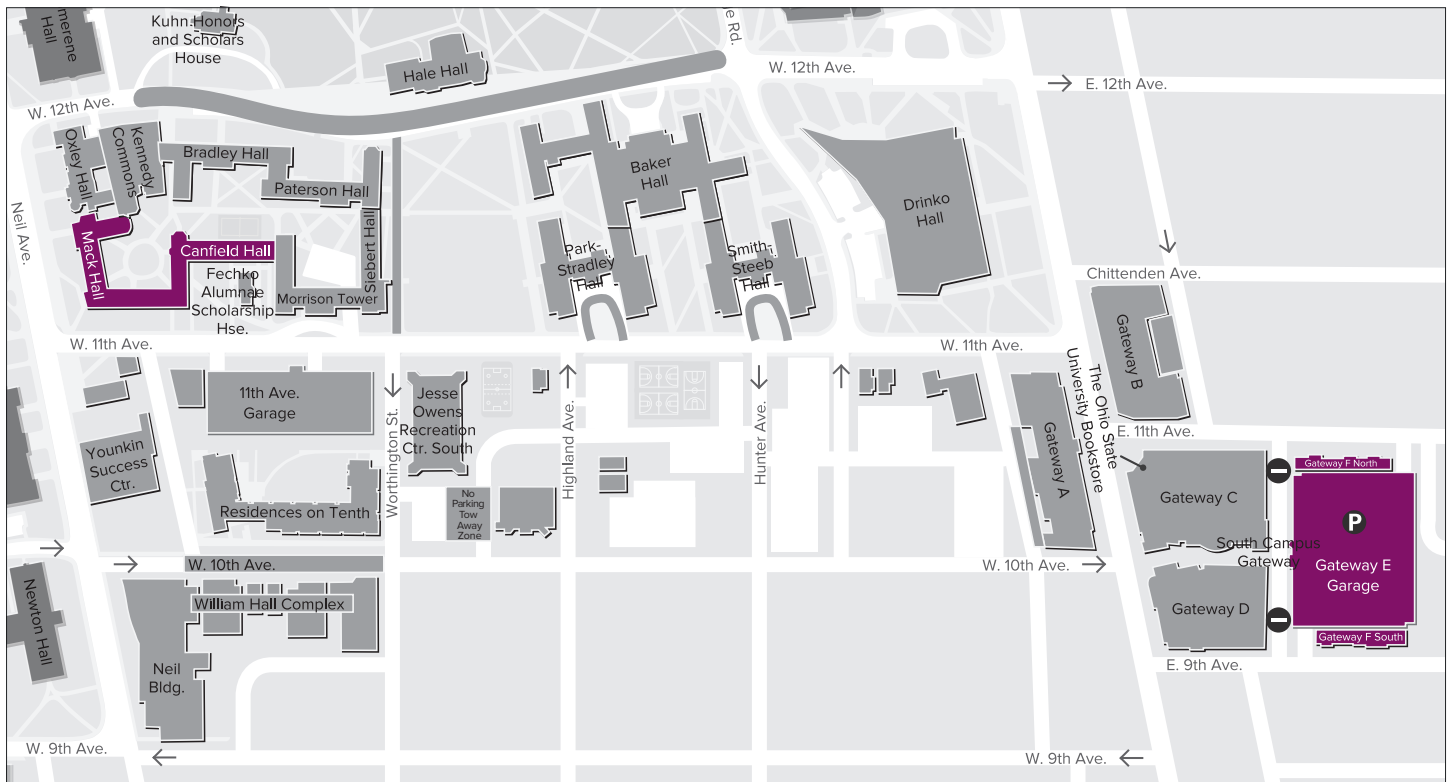 merene
Hall
Kuhn Honors
and Scholars
House
Hale Hall
e Rd.
W. 12th Ave.
W. 12th Ave.
E. 12th Ave.
Oxley Hall
Kennedy
Commons
Bradley Hall
Paterson Hall
Baker
Hall
Drinko
Hall
Neil Ave.
Mack Hall
Canfield Hall
Siebert Hall
Fechko
Alumnae
Scholarship
Hse.
Morrison Tower
Park-
Stradley
Hall
Smith-
Steeb
Hall
Chittenden Ave.
Gateway B
W. 11th Ave.
W. 11th Ave.
The Ohio State
University Bookstore
11th Ave.
Garage
Worthington St.
Jesse
Owens
Recreation
Ctr. South
Highland Ave.
Hunter Ave.
Gateway A
E. 11th Ave.
Younkin
Success
Ctr.
Gateway F North
Gateway C
P
Residences on Tenth
No
Parking
Tow
Away
Zone
South Campus
Gateway
W. 10th Ave.
W. 10th Ave.
Gateway E
Garage
Newton Hall
William Hall Complex
Gateway D
Gateway F South
Neil
Bldg.
E. 9th Ave.
W. 9th Ave.
W. 9th Ave.